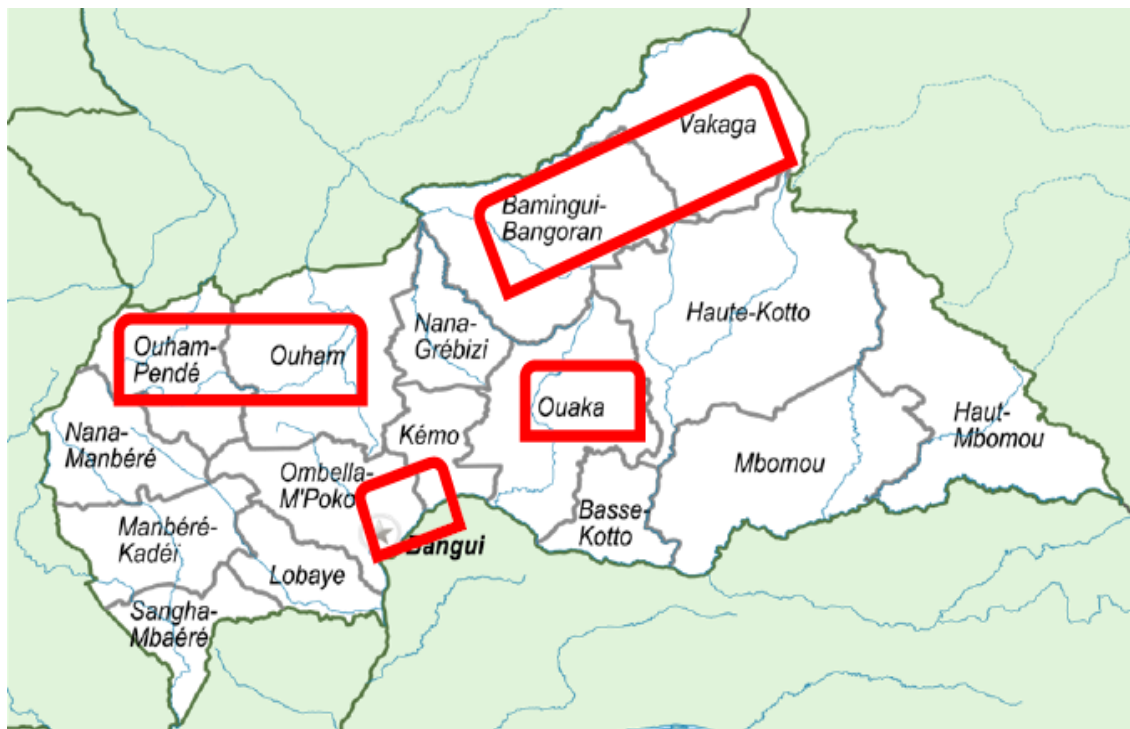 Vakaga
Bamingui-
Bangoran
Haute-Kotto
Nana-
Grébizi
Ouham-
Pendé
Ouham
Ouaka
Haut-
Mbomou
Nana-
Manbéré
Kémo
Mbomou
Ombella-
M'Poko
Basse-
Kotto
Manbéré-
Kadéï
Bangui
Lobaye
Sangha-
Mbaéré